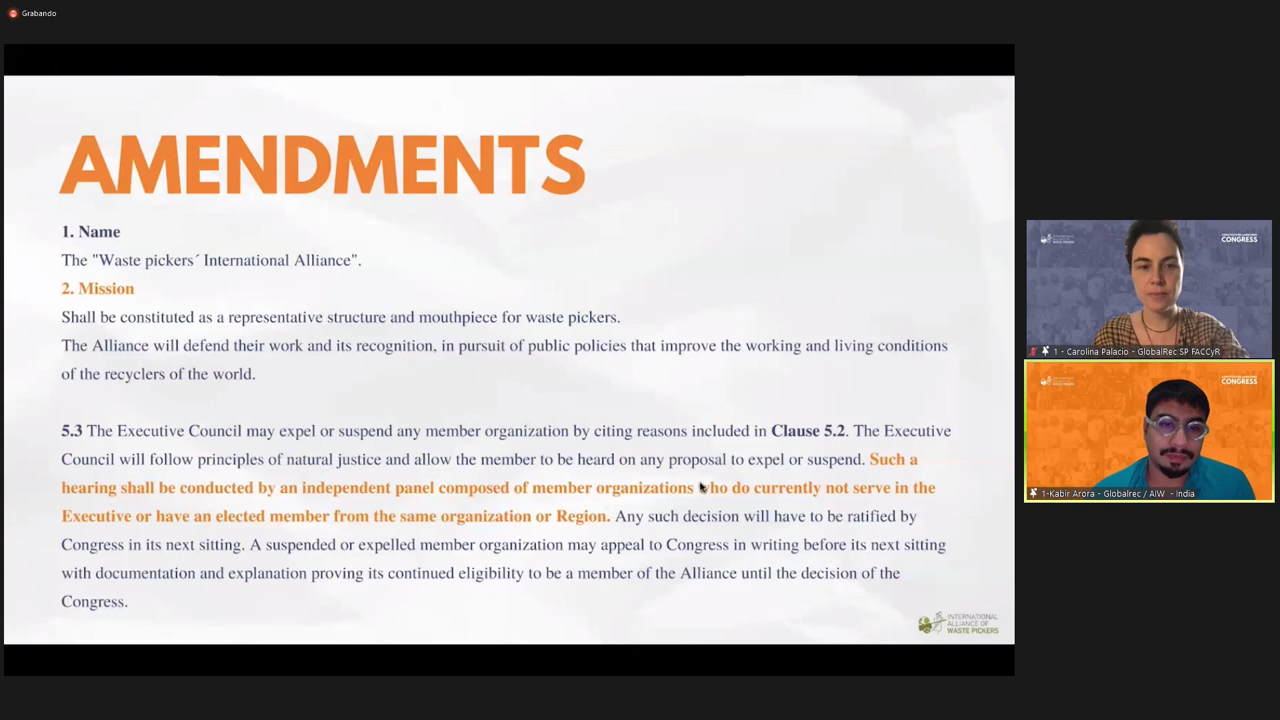 Grabando
AMENDMENTS
1. Name
The "Waste pickers´ International Alliance".
2. Mission
Shall be constituted as a representative structure and mouthpiece for waste pickers.
The Alliance will defend their work and its recognition, in pursuit of public policies that improve the working and living conditions
of the recyclers of the world.
5.3 The Executive Council may expel or suspend any member organization by citing reasons included in Clause 5.2. The Executive
Council will follow principles of natural justice and allow the member to be heard on any proposal to expel or suspend. Such a
hearing shall be conducted by an independent panel composed of member organizations who do currently not serve in the
Executive or have an elected member from the same organization or Region. Any such decision will have to be ratified by
Congress in its next sitting. A suspended or expelled member organization may appeal to Congress in writing before its next sitting
with documentation and explanation proving its continued eligibility to be a member of the Alliance until the decision of the
Congress.
INTERNATIONAL
ALLIANCE OF
WASTE PICKERS
CONGRESS
1 - Carolina Palacio - GlobalRec SP FACCyR
CONGRESS
1-Kabir Arora - Globalrec / AIW - India